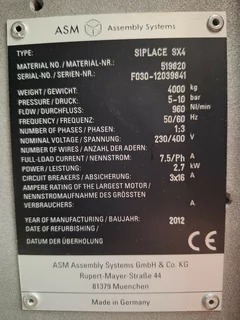 ASM Assembly Systems
TYPE: SIPLACE SX4
MATERIAL NO. / MATERIAL-NR.: 519620
SERIAL-NO. / SERIEN-NR.: F030-12039841
WEIGHT / GEWICHT: 4000 kg
PRESSURE / DRUCK: 5-10 bar
FLOW / DURCHFLUSS: 960 Nl/min
FREQUENCY / FREQUENZ: 50/60 Hz
NUMBER OF PHASES / PHASEN: 1;3
NOMINAL VOLTAGE / SPANNUNG: 230/400 V
NUMBER OF WIRES / ANZAHL DER ADERN:
FULL-LOAD CURRENT / NENNSTROM: 7.5/Ph A
POWER / LEISTUNG: 2.7 kW
CIRCUIT BREAKERS / ABSICHERUNG: 3x16 A
AMPERE RATING OF THE LARGEST MOTOR /
NENNSTROMAUFNAHME DES GRÖSSTEN
VERBRAUCHERS: A
YEAR OF MANUFACTURING / BAUJAHR: 2012
DATE OF REFURBISHING /
DATUM DER ÜBERHOLUNG
CE
ASM Assembly Systems GmbH & Co. KG
Rupert-Mayer-Straße 44
81379 Muenchen
Made in Germany